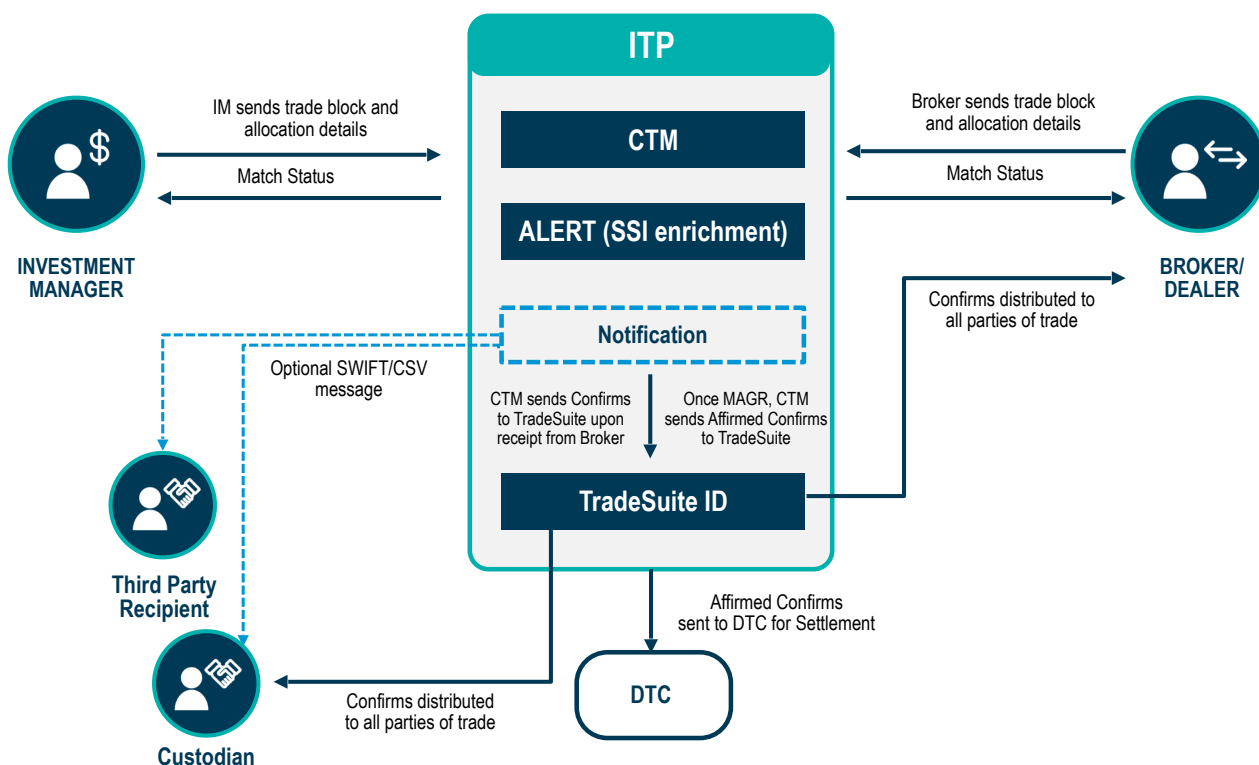 ITP
IM sends trade block and
allocation details
Match Status
INVESTMENT
MANAGER
CTM
ALERT (SSI enrichment)
Broker sends trade block
and allocation details
Match Status
BROKER/
DEALER
Confirms distributed to
all parties of trade
Notification
Optional SWIFT/CSV
message
CTM sends Confirms
to TradeSuite upon
receipt from Broker
Once MAGR, CTM
sends Affirmed Confirms
to TradeSuite
TradeSuite ID
Third Party
Recipient
Affirmed Confirms
sent to DTC for Settlement
DTC
Confirms distributed
to all parties of trade
Custodian
$